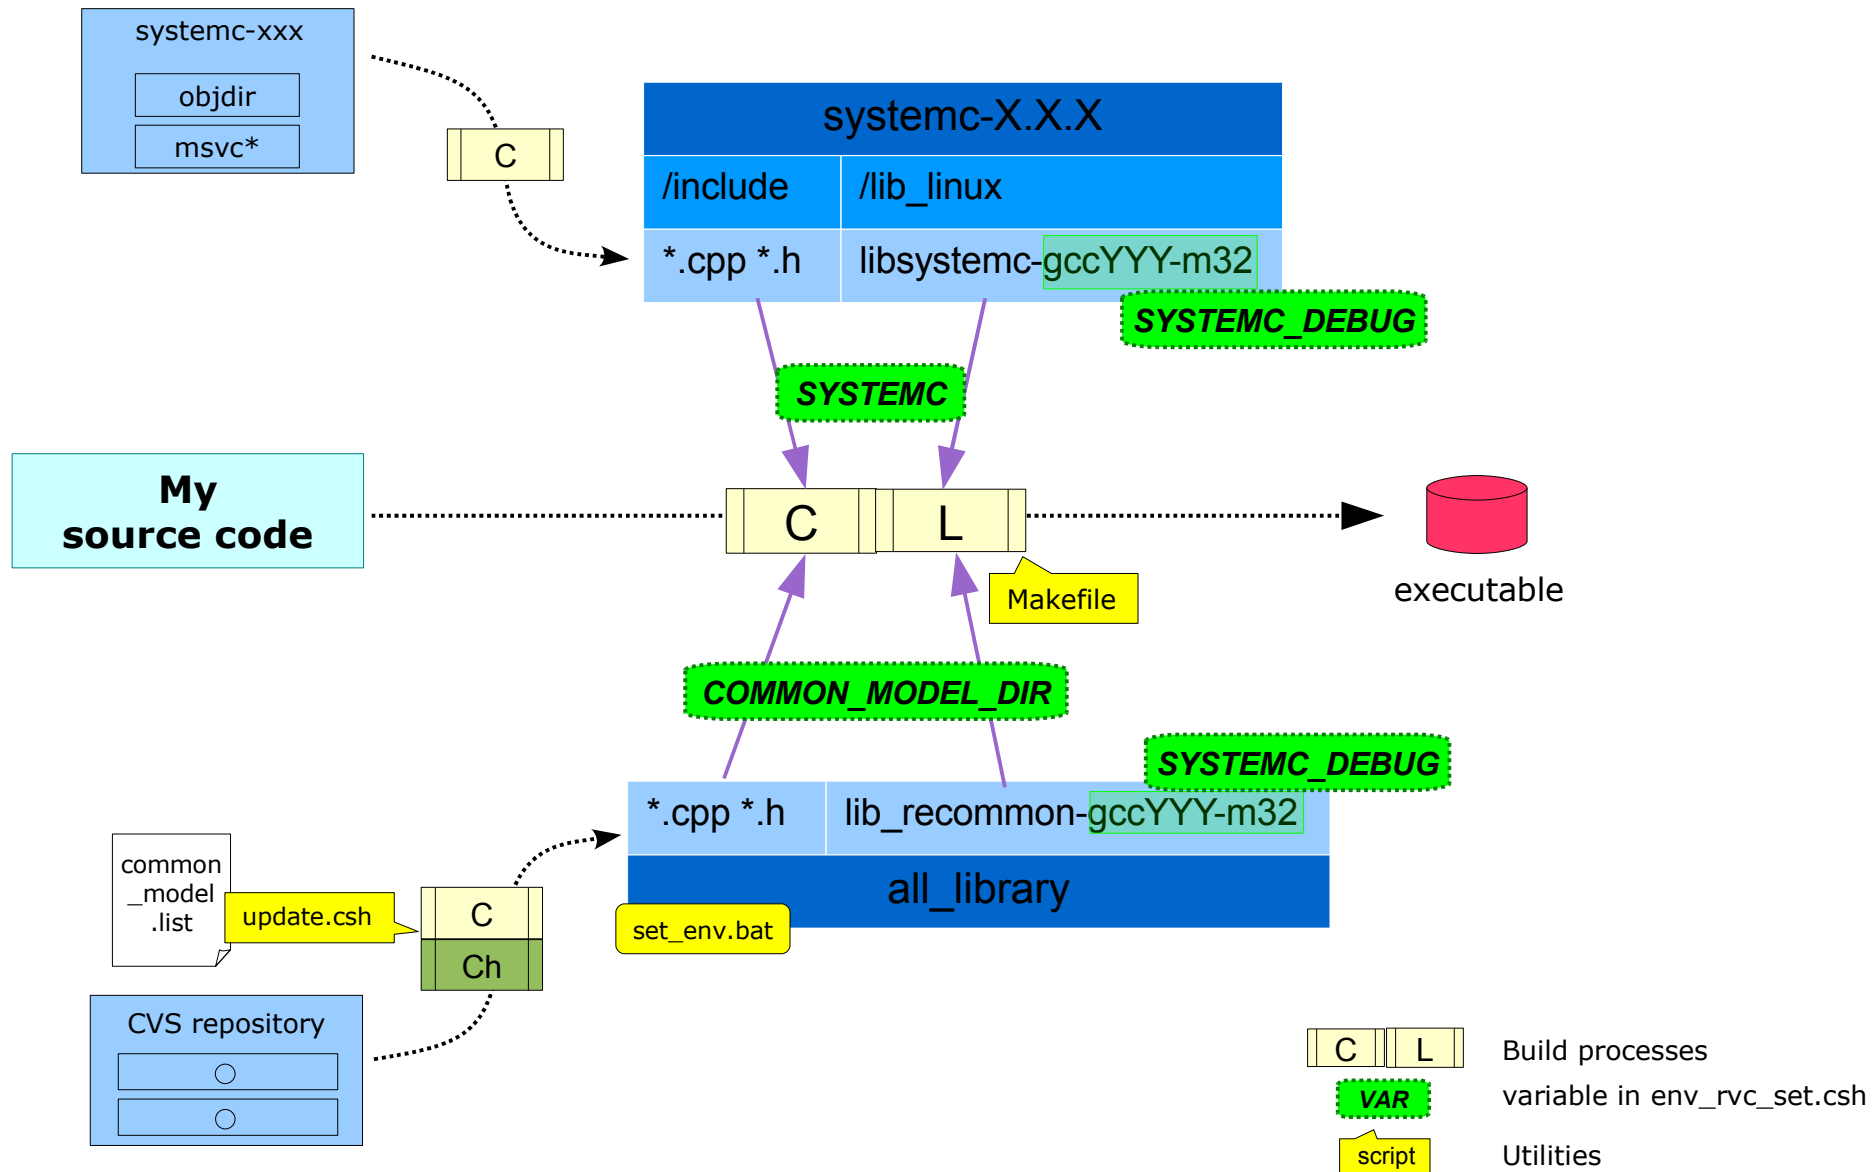 systemc-xxx
objdir
msvc*
C
systemc-X.X.X
/include
/lib_linux
*.cpp *.h
libsystemc-gccYYY-m32
SYSTEMC_DEBUG
SYSTEMC
My
source code
C
L
Makefile
executable
COMMON_MODEL_DIR
SYSTEMC_DEBUG
*.cpp *.h
lib_recommon-gccYYY-m32
all_library
set_env.bat
common
_model
.list
update.csh
C
Ch
CVS repository
C
L
Build processes
VAR
variable in env_rvc_set.csh
script
Utilities